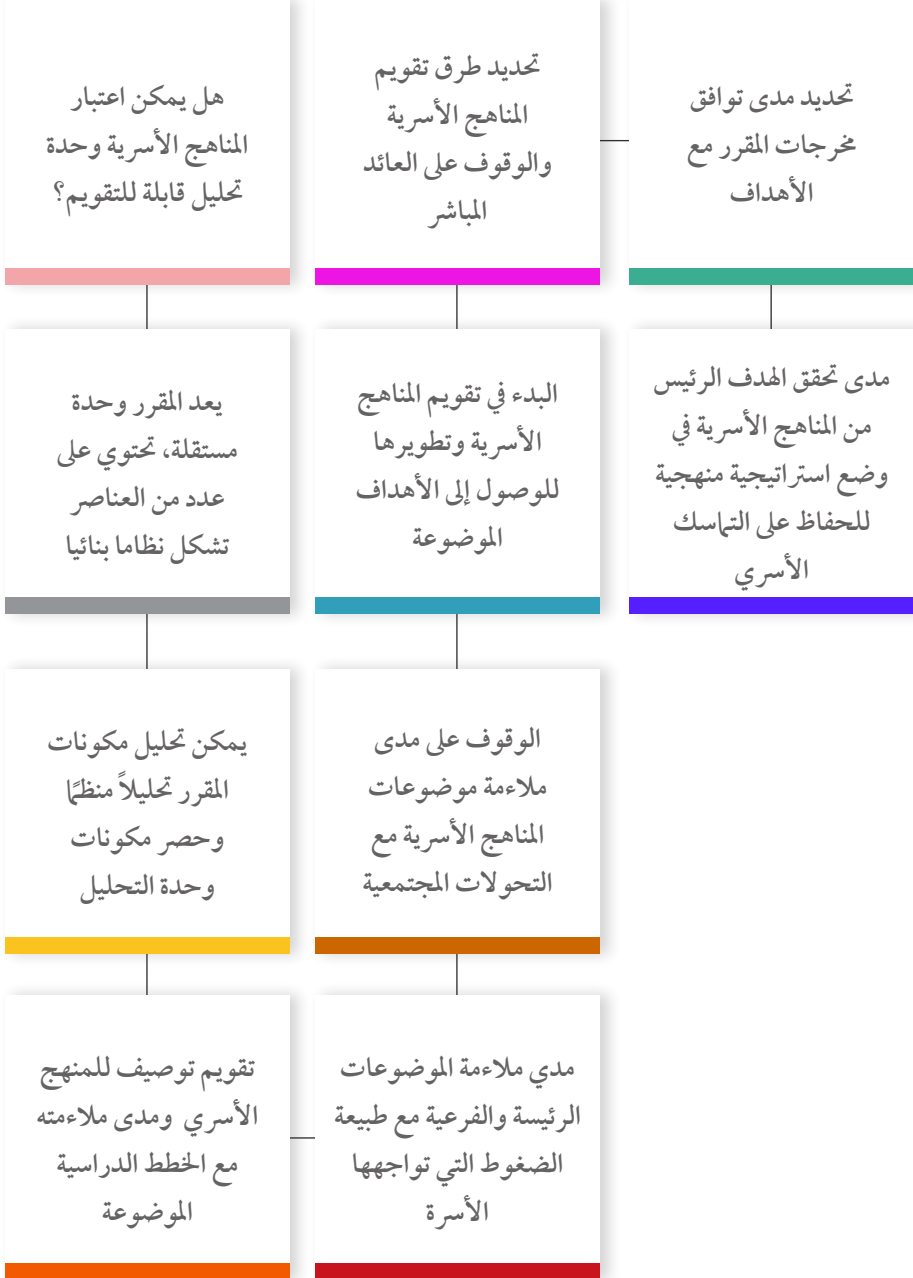 هل يمكن اعتبار
المناهج الأسرية وحدة
تحليل قابلة للتقويم؟
يعد المقرر وحدة
مستقلة، تحتوي على
عدد من العناصر
تشكل نظاما بنائيا
يمكن تحليل مكونات
المقرر تحليلاً منظمًا
وحصر مكونات
وحدة التحليل
تقويم توصيف للمنهج
الأسري ومدى ملاءمته
مع الخطط الدراسية
الموضوعة
مدي ملاءمة الموضوعات
الرئيسة والفرعية مع طبيعة
الضغوط التي تواجهها
الأسرة
الوقوف على مدى
ملاءمة موضوعات
المناهج الأسرية مع
التحولات المجتمعية
البدء في تقويم المناهج
الأسرية وتطويرها
للوصول إلى الأهداف
الموضوعة
تحديد طرق تقويم
المناهج الأسرية
والوقوف على العائد
المباشر
تحديد مدى توافق
مخرجات المقرر مع
الأهداف
مدى تحقق الهدف الرئيس
من المناهج الأسرية في
وضع استراتيجية منهجية
للحفاظ على التماسك
الأسري